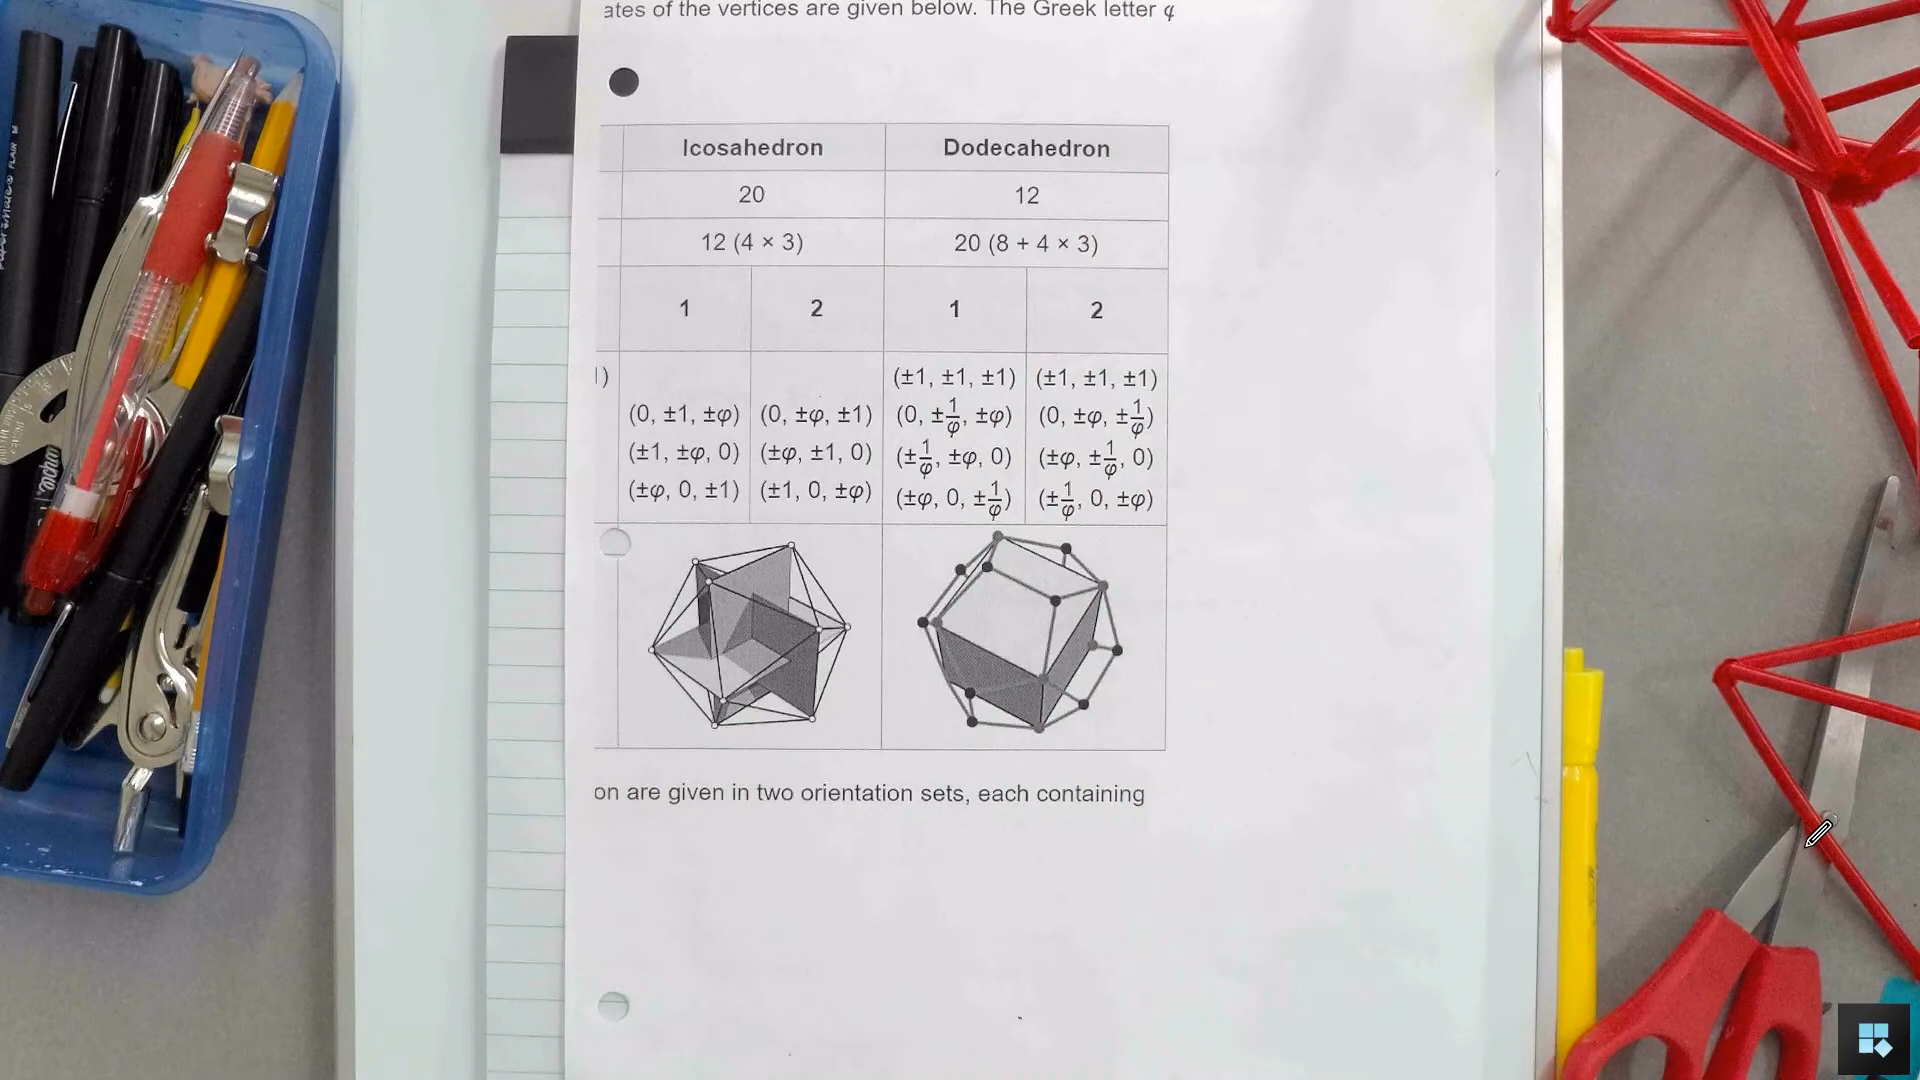 ates of the vertices are given below. The Greek letter φ
Icosahedron Dodecahedron
20 12
12 (4 × 3) 20 (8 + 4 × 3)
1 2 1 2
(±1, ±1, ±1) (±1, ±1, ±1)
(0, ±1, ±φ) (0, ±φ, ±1) (0, ±1/φ, ±φ) (0, ±φ, ±1/φ)
(±1, ±φ, 0) (±φ, ±1, 0) (±1/φ, ±φ, 0) (±φ, ±1/φ, 0)
(±φ, 0, ±1) (±1, 0, ±φ) (±φ, 0, ±1/φ) (±1/φ, 0, ±φ)
on are given in two orientation sets, each containing